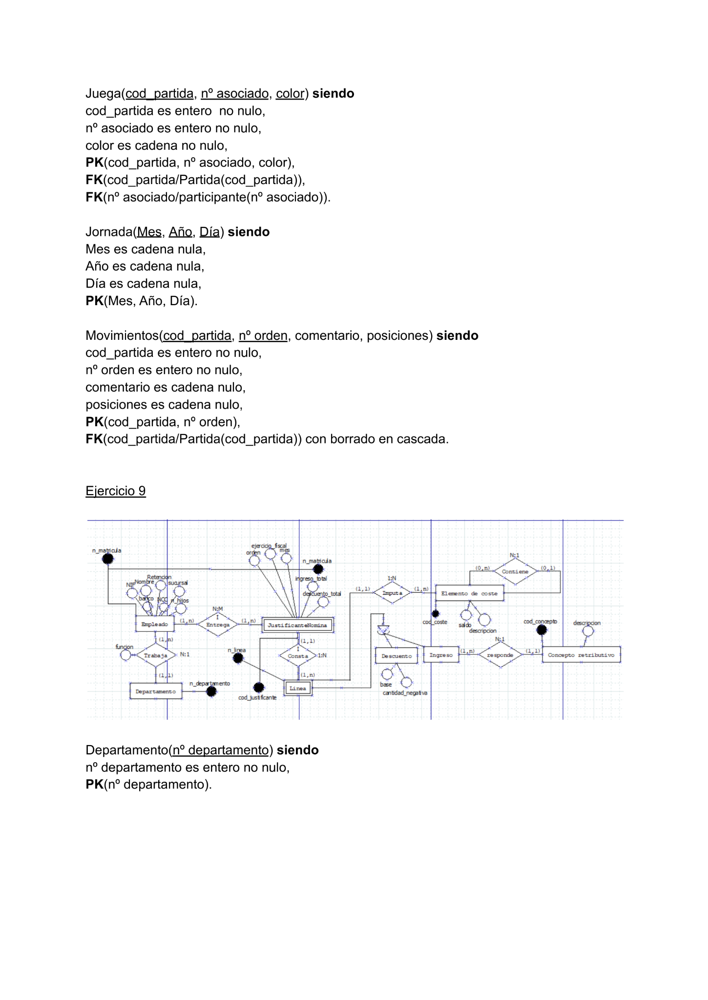 Juega(cod_partida, nº asociado, color) siendo
cod_partida es entero  no nulo,
nº asociado es entero no nulo,
color es cadena no nulo,
PK(cod_partida, nº asociado, color),
FK(cod_partida/Partida(cod_partida)),
FK(nº asociado/participante(nº asociado)).
Jornada(Mes, Año, Día) siendo
Mes es cadena nula,
Año es cadena nula,
Día es cadena nula,
PK(Mes, Año, Día).
Movimientos(cod_partida, nº orden, comentario, posiciones) siendo
cod_partida es entero no nulo,
nº orden es entero no nulo,
comentario es cadena nulo,
posiciones es cadena nulo,
PK(cod_partida, nº orden),
FK(cod_partida/Partida(cod_partida)) con borrado en cascada.
Ejercicio 9
n_matricula
ejercicio_fiscal
orden
mes
n_matricula
ingreso_total
descuento_total
NIF
Nombre
Retencion
sucursal
banco
NCC
n_hijos
N:M
I
Entrega
(1,n)
(1,n)
Empleado
JustificanteNomina
(1,n)
funcion
Trabaja
N:1
(1,1)
Departamento
n_departamento
(1,1)
I
Consta
1:N
(1,n)
n_linea
Linea
cod_justificante
1:N
(1,1)
Imputa
(1,n)
N:1
(0,n)
Contiene
(0,1)
Elemento de coste
cod_coste
saldo
descripcion
cod_concepto
descripcion
Descuento
Ingreso
(1,n)
N:1
responde
(1,1)
Concepto retributivo
base
cantidad_negativa
Departamento(nº departamento) siendo
nº departamento es entero no nulo,
PK(nº departamento).